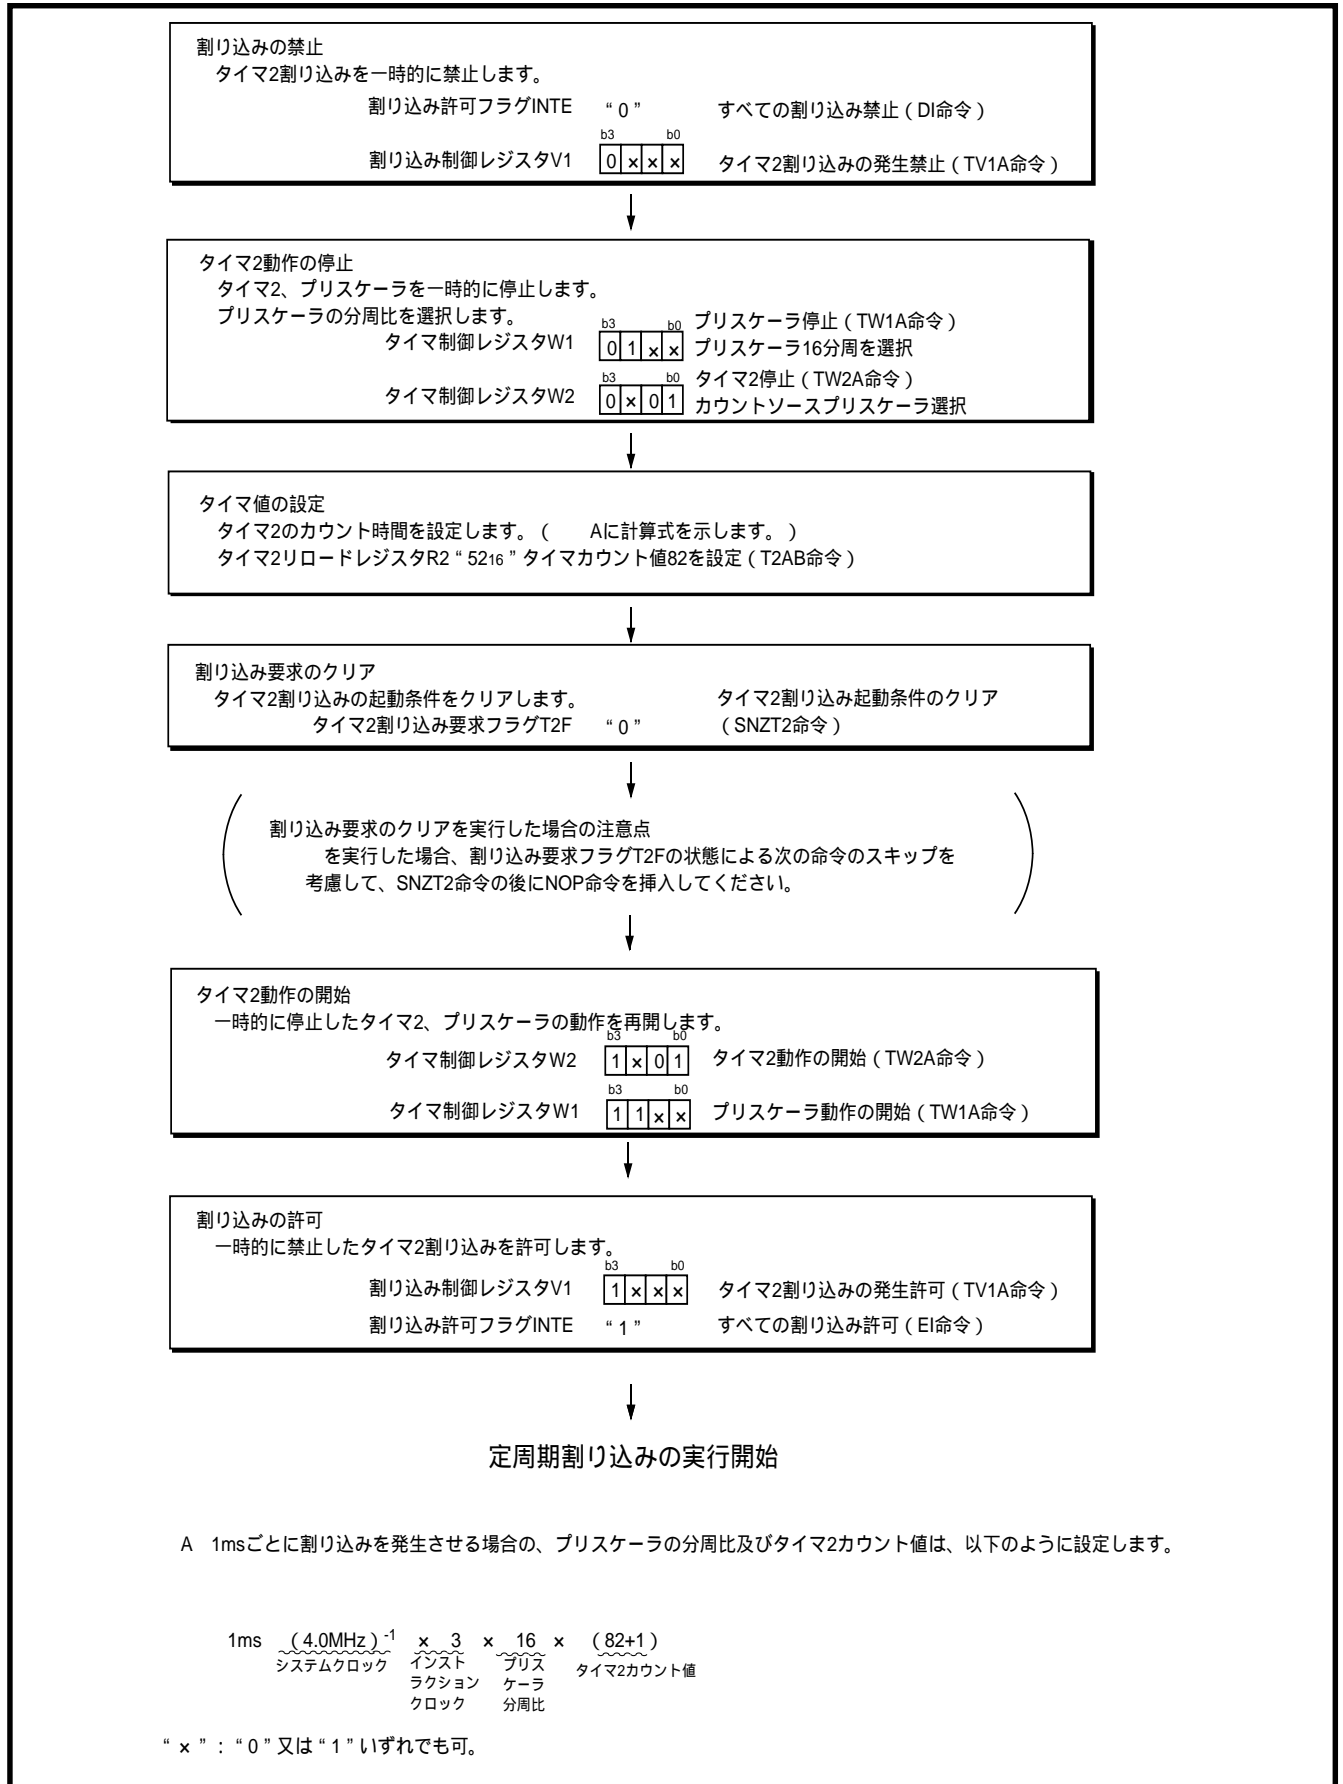 割り込みの禁止
タイマ2割り込みを一時的に禁止します。
割り込み許可フラグINTE “ 0 ” すべての割り込み禁止 ( DI命令 )
b3 b0
割り込み制御レジスタV1 0 × × × タイマ2割り込みの発生禁止 ( TV1A命令 )
タイマ2動作の停止
タイマ2、プリスケーラを一時的に停止します。
プリスケーラの分周比を選択します。
b3 b0 プリスケーラ停止 ( TW1A命令 )
タイマ制御レジスタW1 0 1 × × プリスケーラ16分周を選択
b3 b0 タイマ2停止 ( TW2A命令 )
タイマ制御レジスタW2 0 × 0 1 カウントソースプリスケーラ選択
タイマ値の設定
タイマ2のカウント時間を設定します。 ( Aに計算式を示します。 )
タイマ2リロードレジスタR2 “ 5216 ” タイマカウント値82を設定 ( T2AB命令 )
割り込み要求のクリア
タイマ2割り込みの起動条件をクリアします。 タイマ2割り込み起動条件のクリア
タイマ2割り込み要求フラグT2F “ 0 ” ( SNZT2命令 )
割り込み要求のクリアを実行した場合の注意点
を実行した場合、割り込み要求フラグT2Fの状態による次の命令のスキップを
考慮して、SNZT2命令の後にNOP命令を挿入してください。
タイマ2動作の開始
一時的に停止したタイマ2、プリスケーラの動作を再開します。
b3 b0
タイマ制御レジスタW2 1 × 0 1 タイマ2動作の開始 ( TW2A命令 )
b3 b0
タイマ制御レジスタW1 1 1 × × プリスケーラ動作の開始 ( TW1A命令 )
割り込みの許可
一時的に禁止したタイマ2割り込みを許可します。
b3 b0
割り込み制御レジスタV1 1 × × × タイマ2割り込みの発生許可 ( TV1A命令 )
割り込み許可フラグINTE “ 1 ” すべての割り込み許可 ( EI命令 )
定周期割り込みの実行開始
A 1msごとに割り込みを発生させる場合の、プリスケーラの分周比及びタイマ2カウント値は、以下のように設定します。
1ms ( 4.0MHz ) -1 × 3 × 16 × ( 82+1 )
システムクロック インスト プリス タイマ2カウント値
ラクション ケーラ
クロック 分周比
“ × ” : “ 0 ” 又は “ 1 ” いずれでも可。